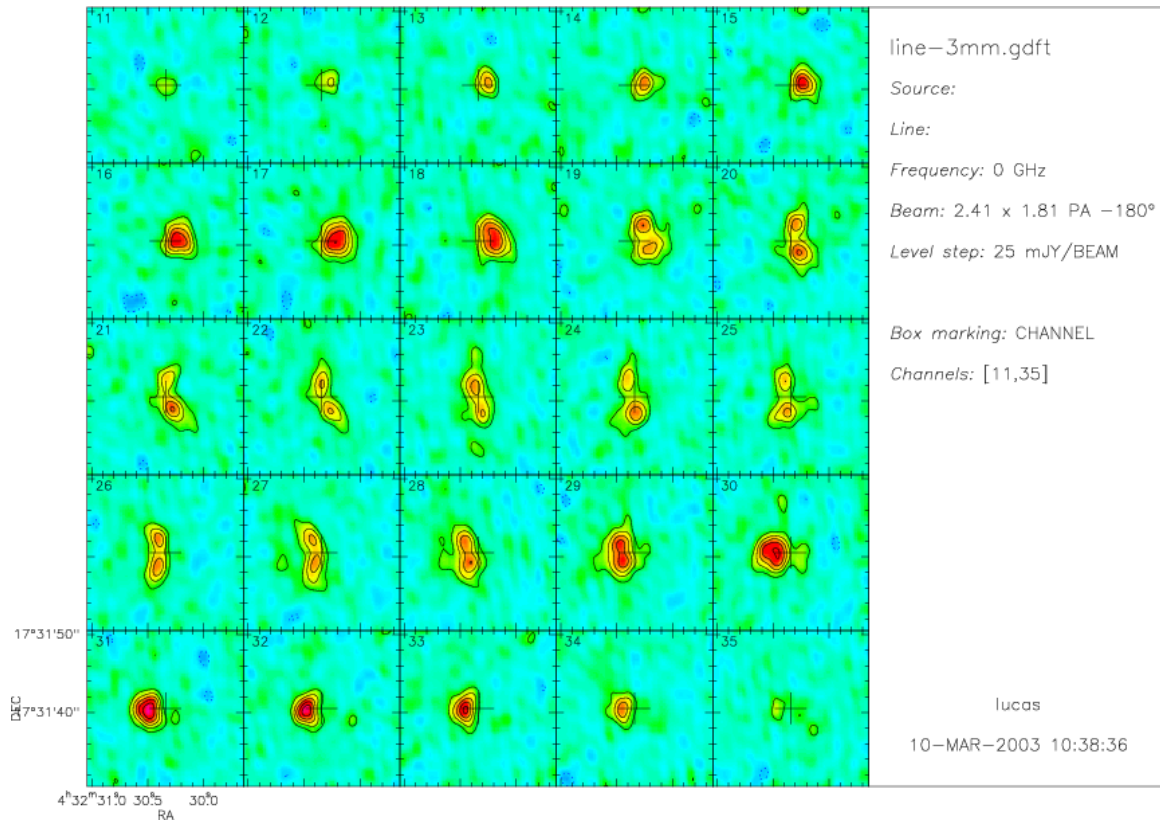 11 12 13 14 15
line-3mm.gdft
Source:
Line:
16 17 18 19 20
Frequency: 0 GHz
Beam: 2.41 x 1.81 PA −180°
Level step: 25 mJY/BEAM
21 22 23 24 25
Box marking: CHANNEL
Channels: [11,35]
26 27 28 29 30
17°31'50"
31 32 33 34 35
DEC
17°31'40"
lucas
10-MAR-2003 10:38:36
4ʰ32ᵐ31ˢ.0 30ˢ.5 30ˢ.0
RA